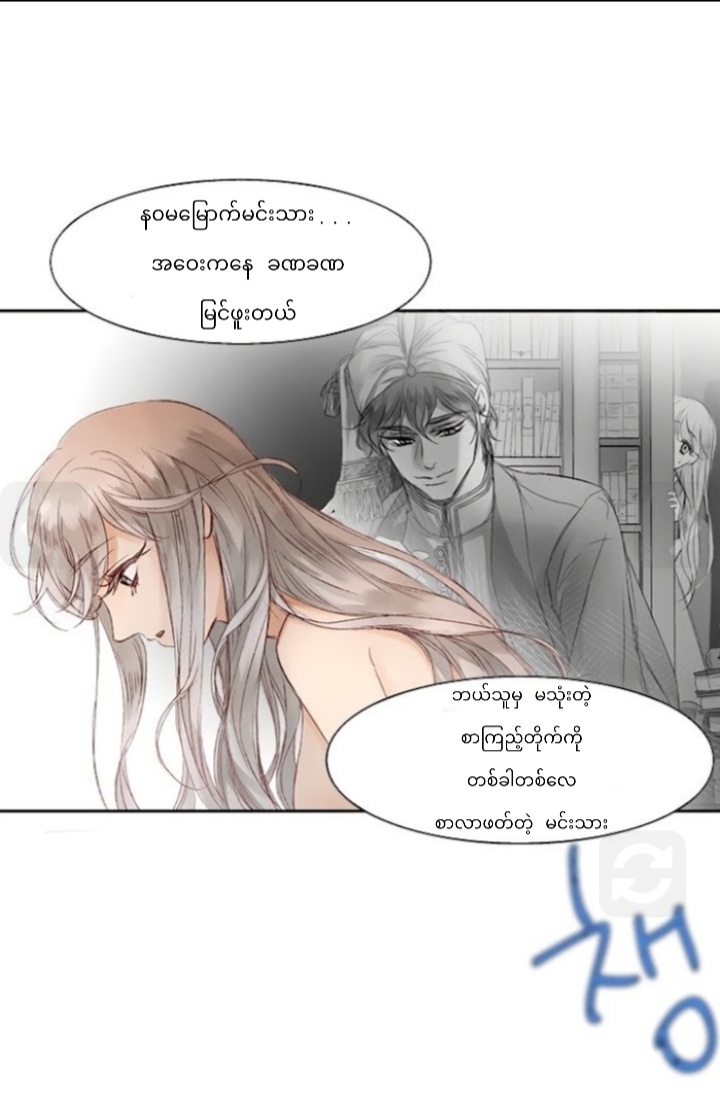 နဝမမြောက်မင်းသား . . .
အဝေးကနေ ခဏခဏ
မြင်ဖူးတယ်
ဘယ်သူမှ မသုံးတဲ့
စာကြည့်တိုက်ကို
တစ်ခါတစ်လေ
စာလာဖတ်တဲ့ မင်းသား
챙